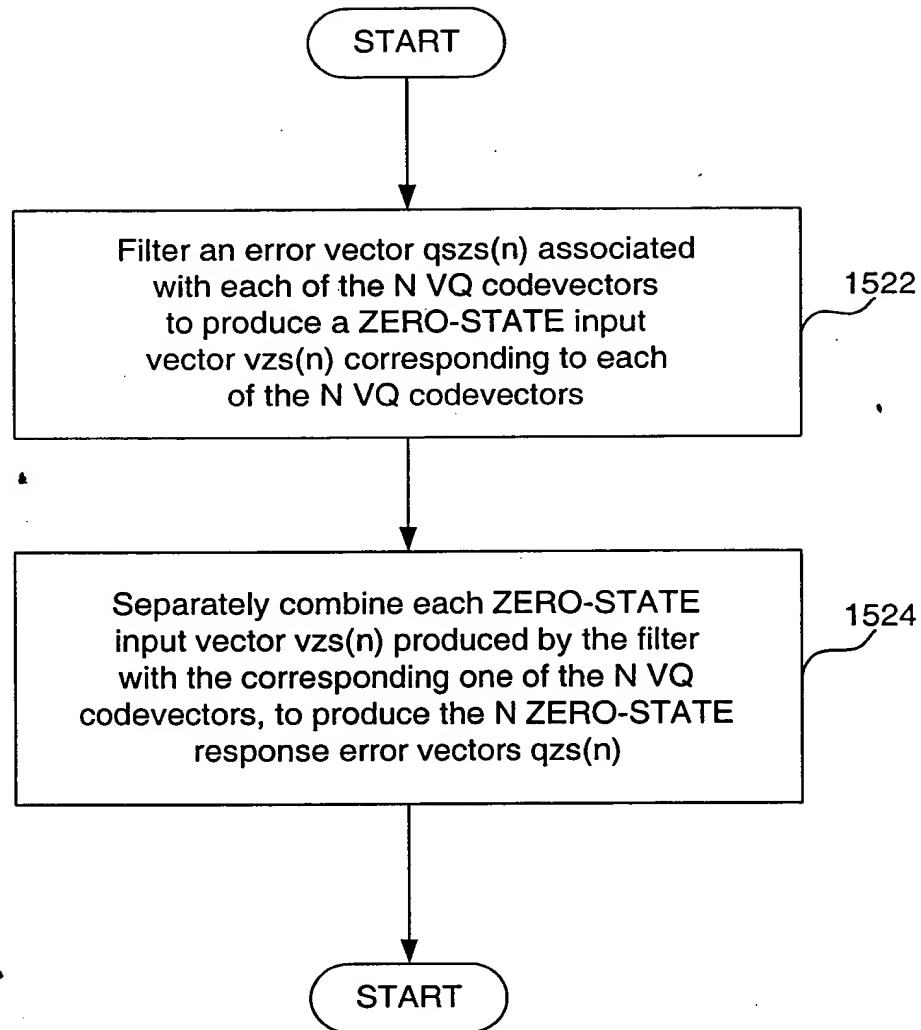 START
Filter an error vector qszs(n) associated
with each of the N VQ codevectors
to produce a ZERO-STATE input
vector vzs(n) corresponding to each
of the N VQ codevectors
1522
Separately combine each ZERO-STATE
input vector vzs(n) produced by the filter
with the corresponding one of the N VQ
codevectors, to produce the N ZERO-STATE
response error vectors qzs(n)
1524
START